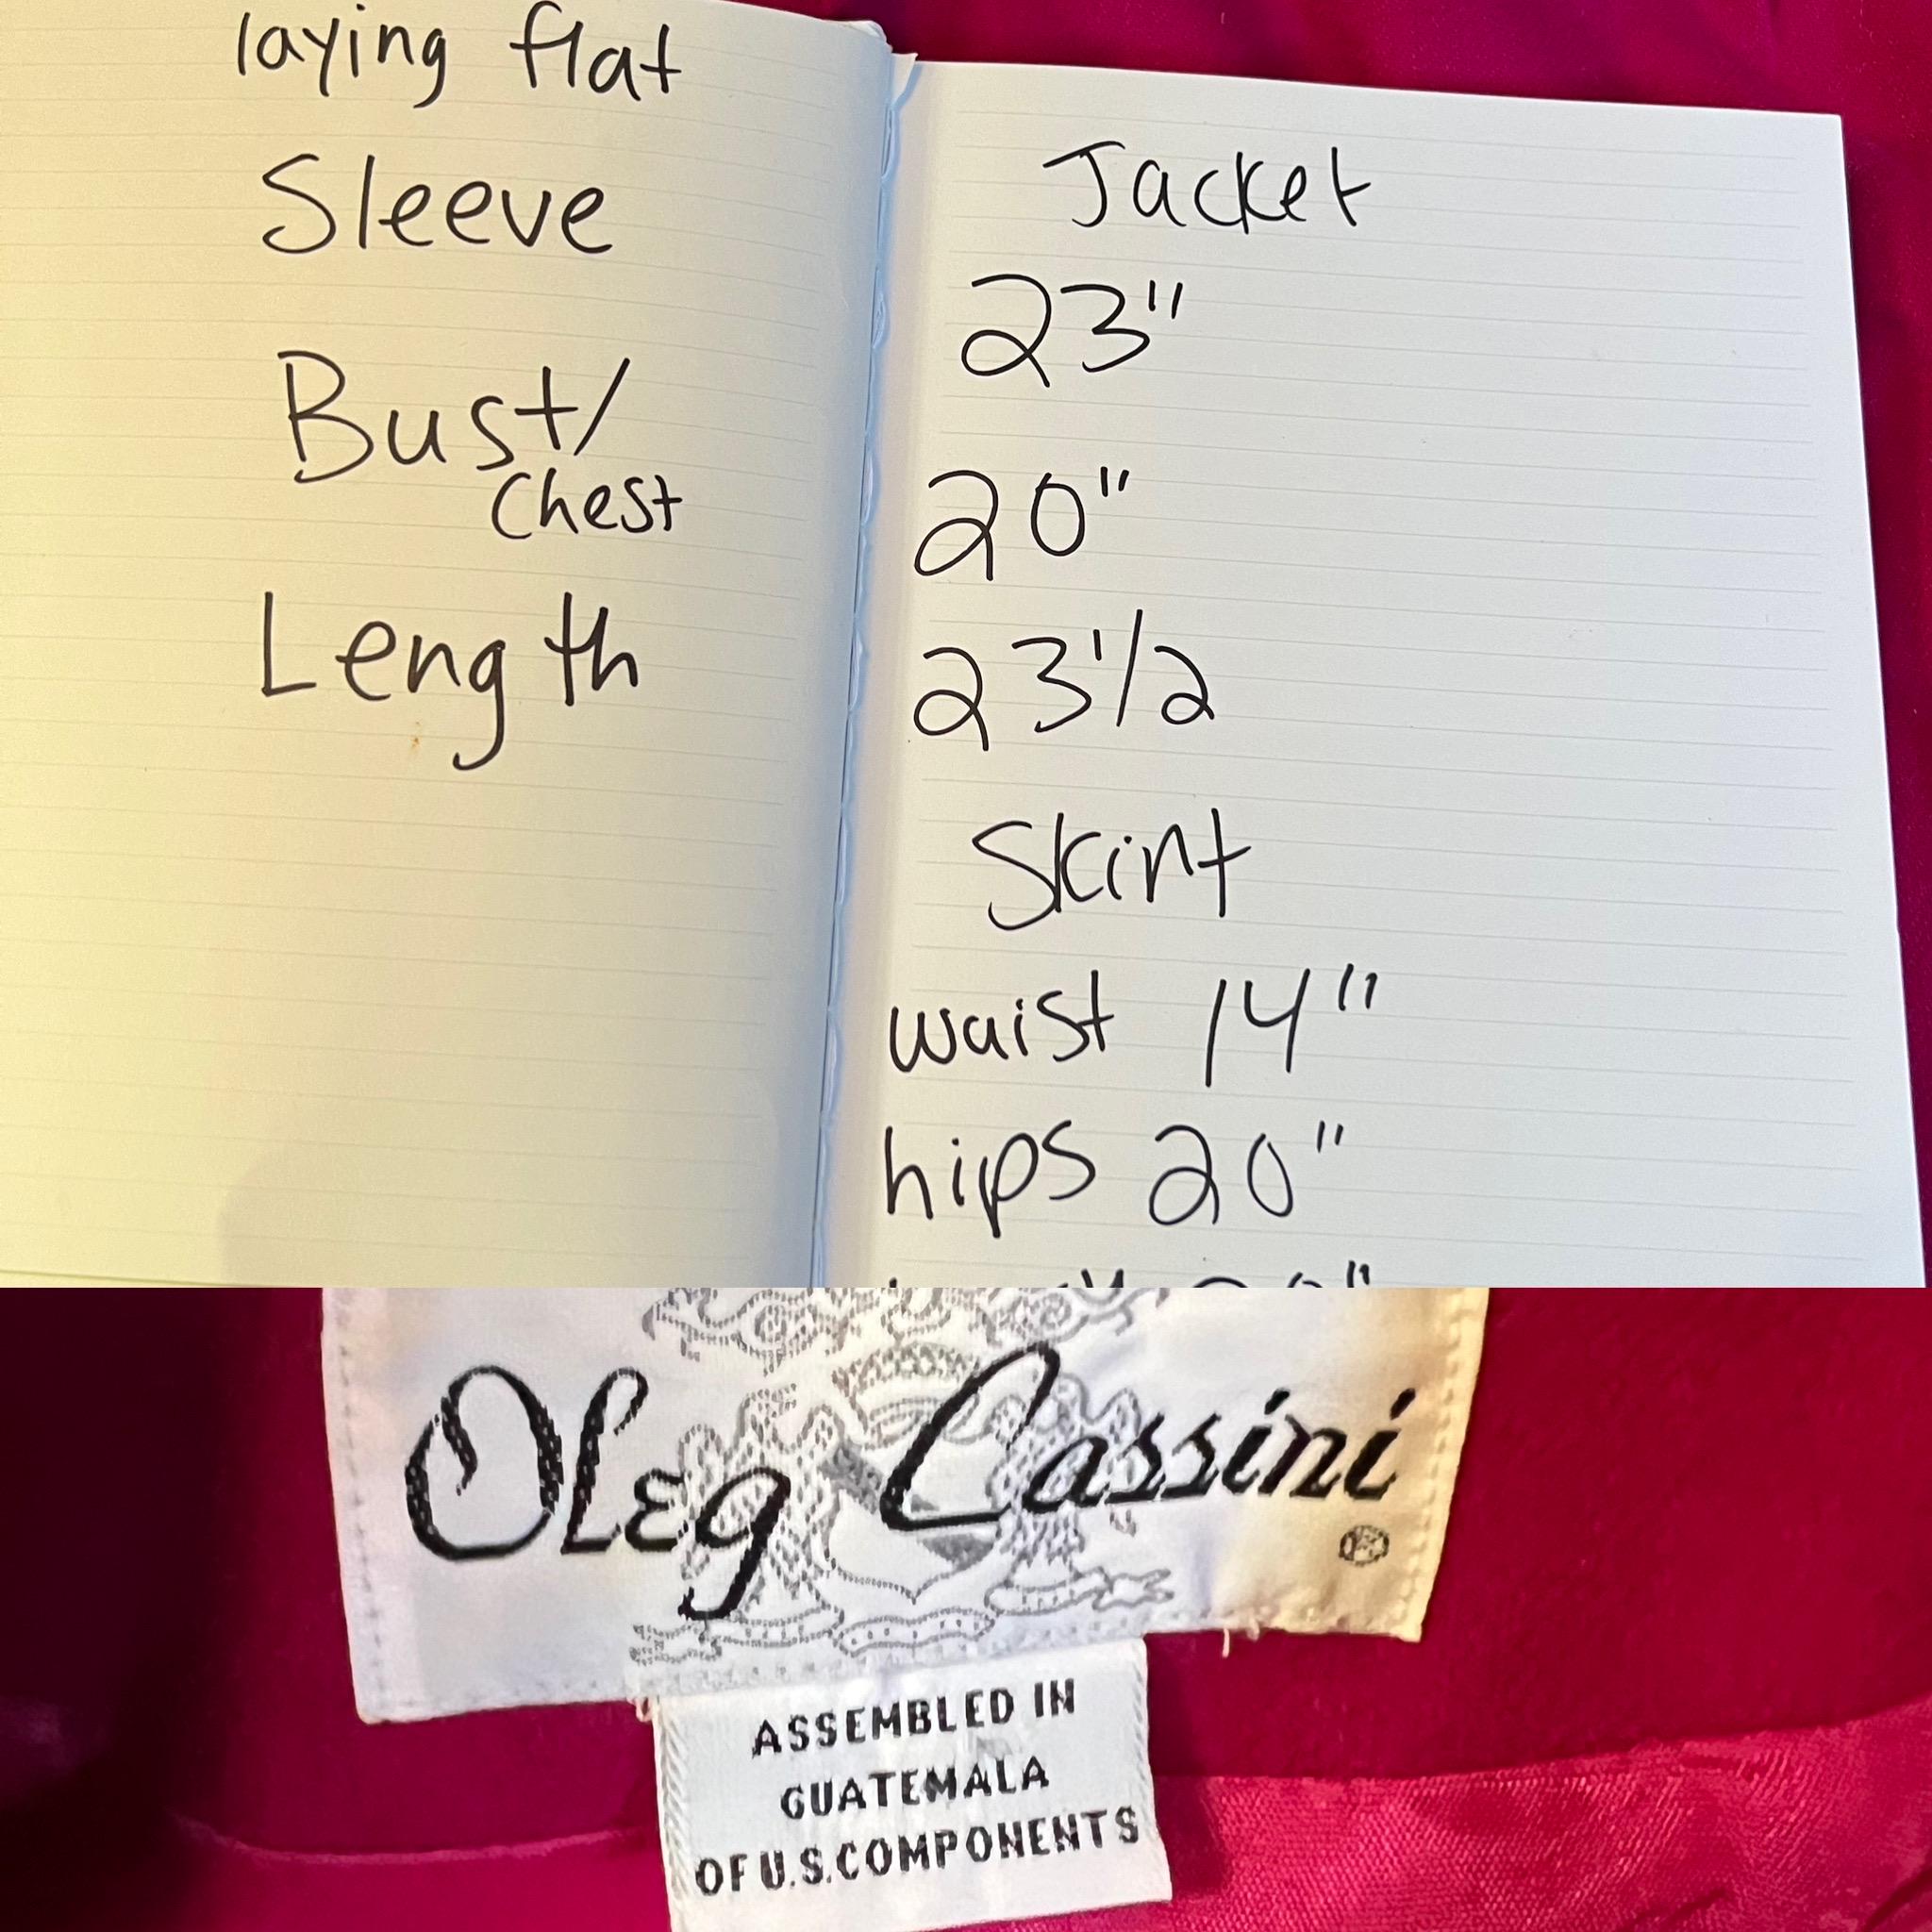 laying flat
Sleeve
Bust/
Chest
Length
Jacket
23"
20"
23 1/2
Skirt
waist 14"
hips 20"
Oleg Cassini
®
ASSEMBLED IN
GUATEMALA
OF U.S. COMPONENTS